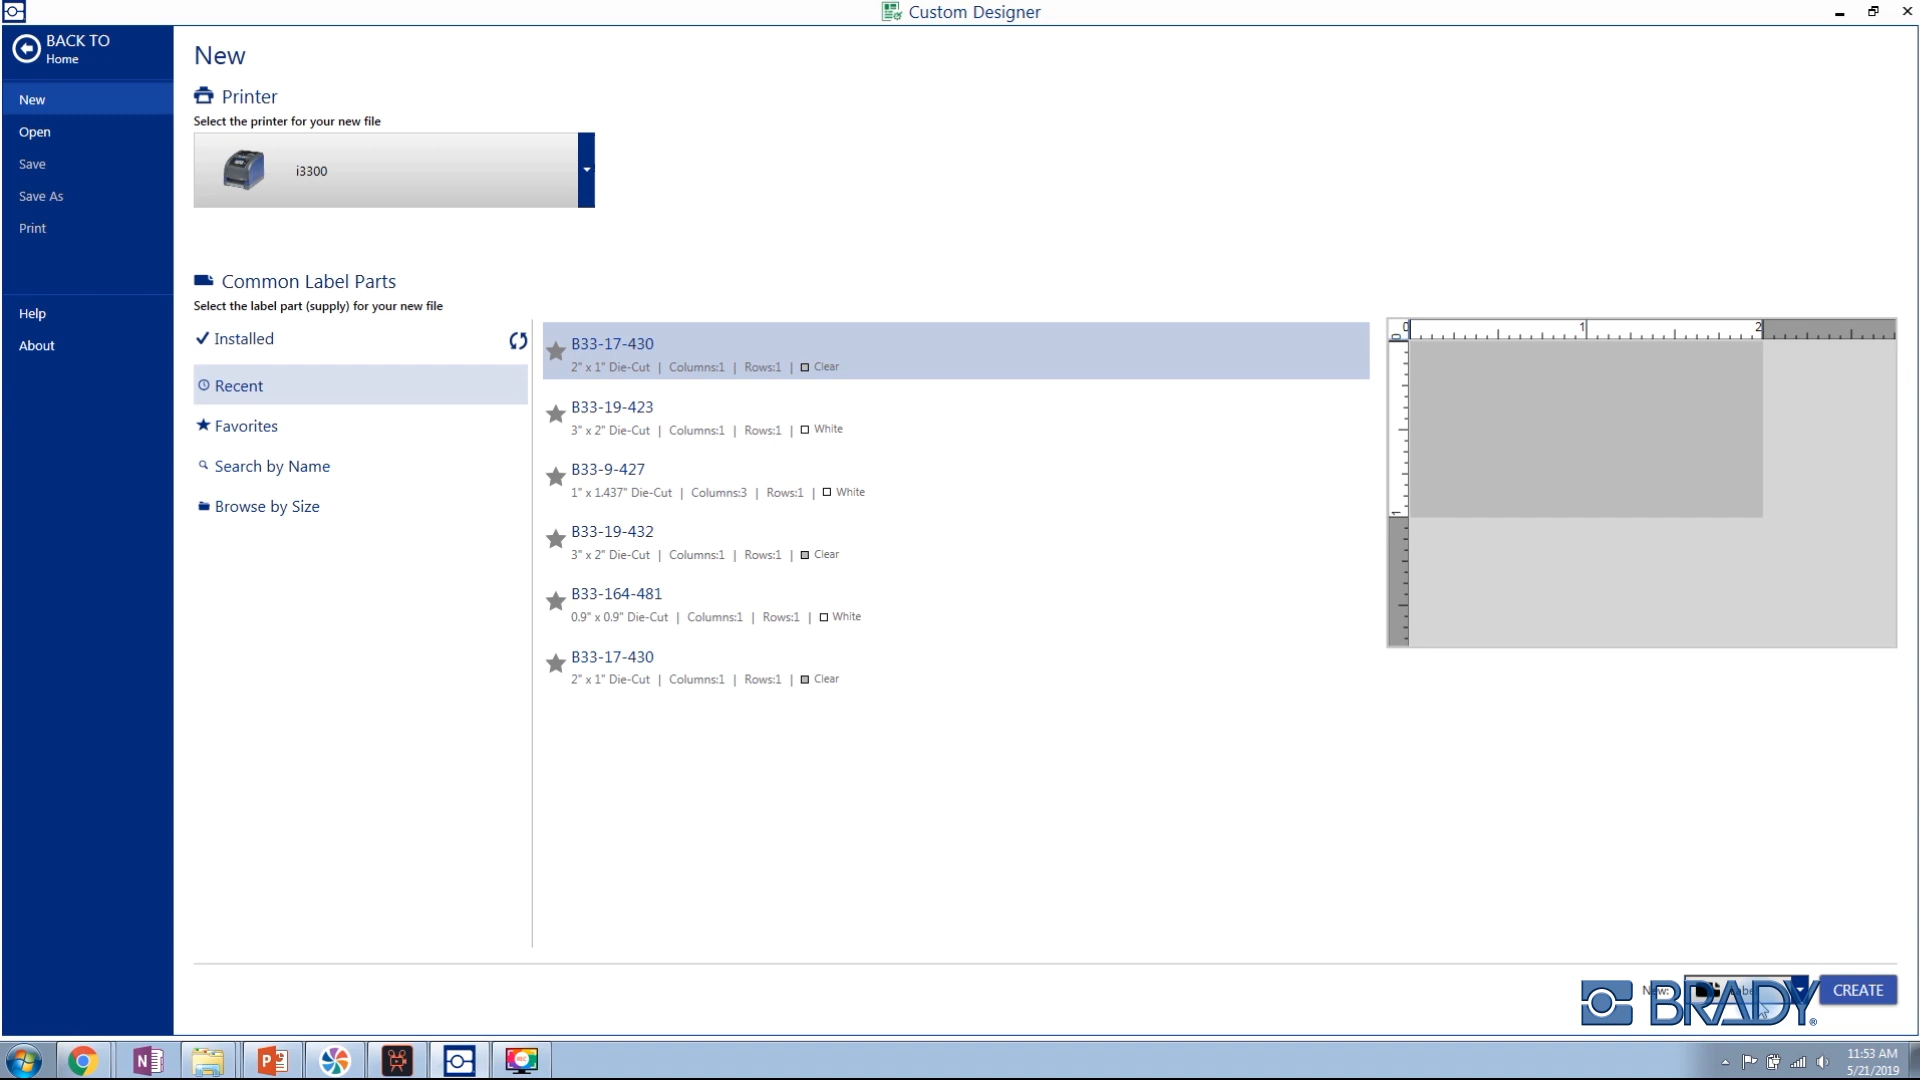 Custom Designer
BACK TO
Home
New
Open
Save
Save As
Print
Help
About
New
Printer
Select the printer for your new file
i3300
Common Label Parts
Select the label part (supply) for your new file
Installed
Recent
Favorites
Search by Name
Browse by Size
B33-17-430
2" x 1" Die-Cut | Columns:1 | Rows:1 | Clear
B33-19-423
3" x 2" Die-Cut | Columns:1 | Rows:1 | White
B33-9-427
1" x 1.437" Die-Cut | Columns:3 | Rows:1 | White
B33-19-432
3" x 2" Die-Cut | Columns:1 | Rows:1 | Clear
B33-164-481
0.9" x 0.9" Die-Cut | Columns:1 | Rows:1 | White
B33-17-430
2" x 1" Die-Cut | Columns:1 | Rows:1 | Clear
0 1 2
0
1
New:
BRADY®
CREATE
N
P
REC
11:53 AM
5/21/2019